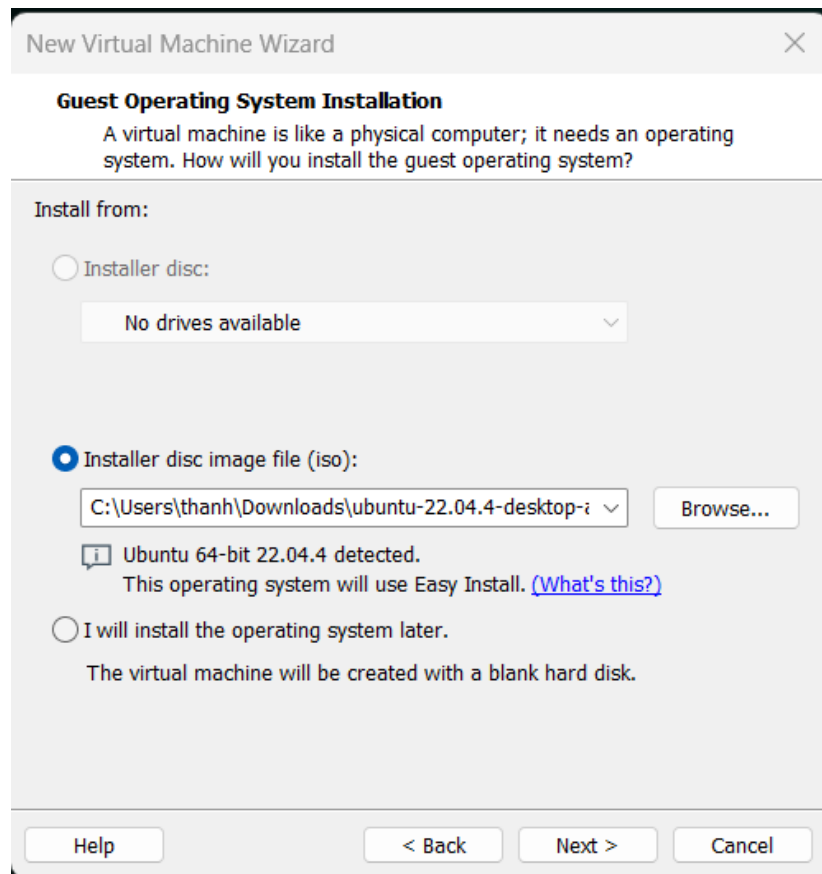 New Virtual Machine Wizard
Guest Operating System Installation
A virtual machine is like a physical computer; it needs an operating
system. How will you install the guest operating system?
Install from:
Installer disc:
No drives available
Installer disc image file (iso):
C:\Users\thanh\Downloads\ubuntu-22.04.4-desktop-a
Browse...
Ubuntu 64-bit 22.04.4 detected.
This operating system will use Easy Install. (What's this?)
I will install the operating system later.
The virtual machine will be created with a blank hard disk.
Help
< Back
Next >
Cancel